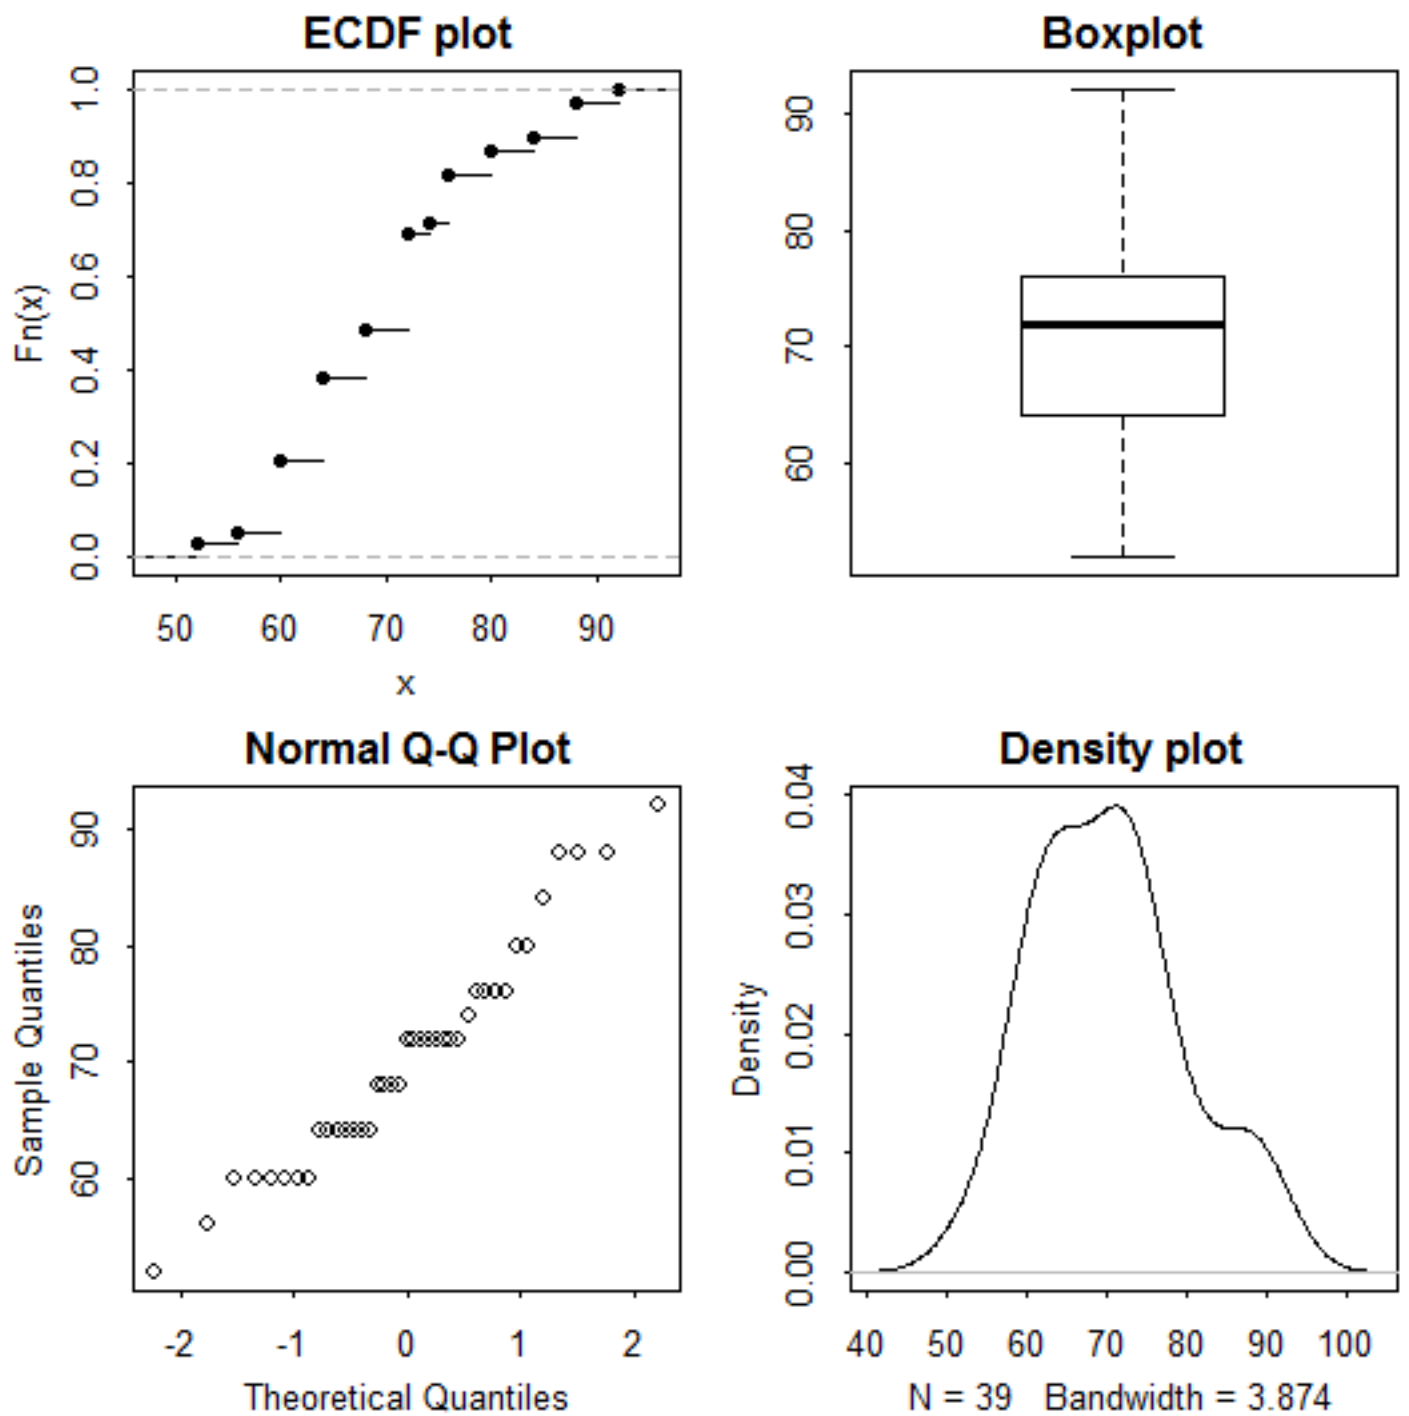 ECDF plot
Fn(x)
0.0 0.2 0.4 0.6 0.8 1.0
50 60 70 80 90
x
Boxplot
60 70 80 90
Normal Q-Q Plot
Sample Quantiles
60 70 80 90
-2 -1 0 1 2
Theoretical Quantiles
Density plot
Density
0.00 0.01 0.02 0.03 0.04
40 50 60 70 80 90 100
N = 39 Bandwidth = 3.874